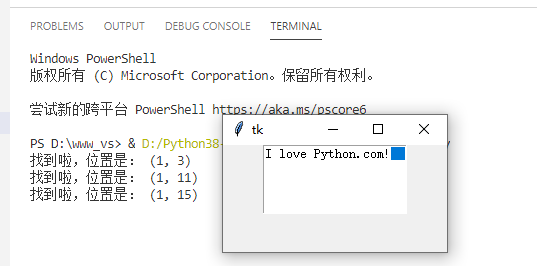 PROBLEMS OUTPUT DEBUG CONSOLE TERMINAL
Windows PowerShell
版权所有 (C) Microsoft Corporation。保留所有权利。
尝试新的跨平台 PowerShell https://aka.ms/pscore6
PS D:\www_vs> & D:/Python38-
找到啦，位置是： (1, 3)
找到啦，位置是： (1, 11)
找到啦，位置是： (1, 15)
tk
I love Python.com!